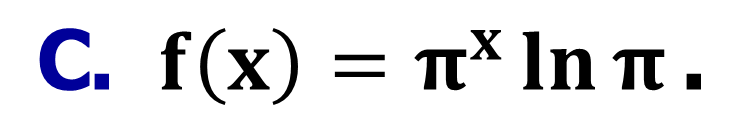 C. f(x) = πˣ ln π.